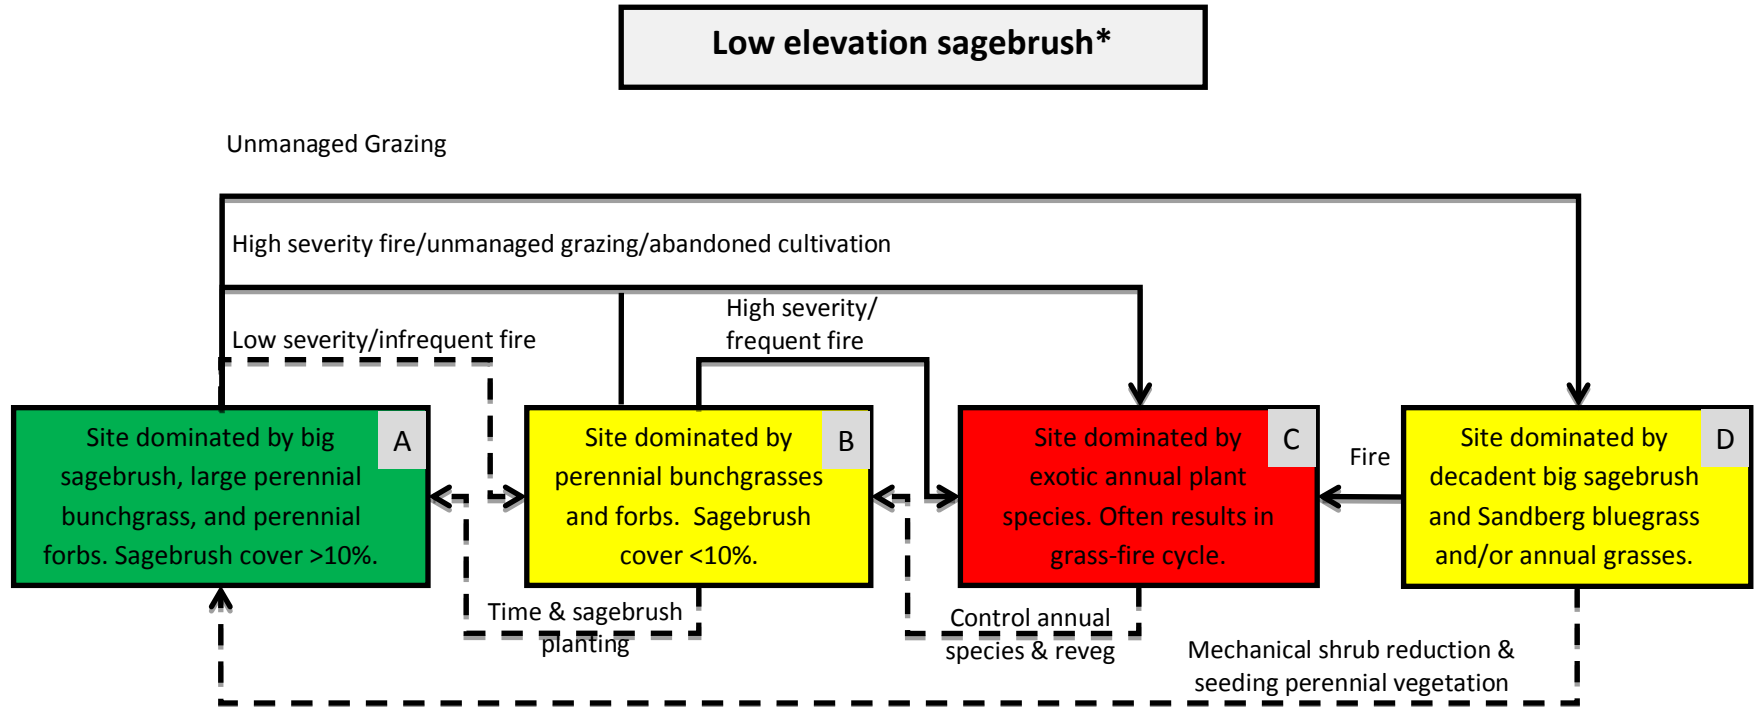 Low elevation sagebrush*
Unmanaged Grazing
High severity fire/unmanaged grazing/abandoned cultivation
High severity/
frequent fire
Low severity/infrequent fire
Site dominated by big
sagebrush, large perennial
bunchgrass, and perennial
forbs. Sagebrush cover >10%.
A
Site dominated by
perennial bunchgrasses
and forbs.  Sagebrush
cover <10%.
B
Site dominated by
exotic annual plant
species. Often results in
grass-fire cycle.
C
Fire
Site dominated by
decadent big sagebrush
and Sandberg bluegrass
and/or annual grasses.
D
Time & sagebrush
planting
Control annual
species & reveg
Mechanical shrub reduction &
seeding perennial vegetation